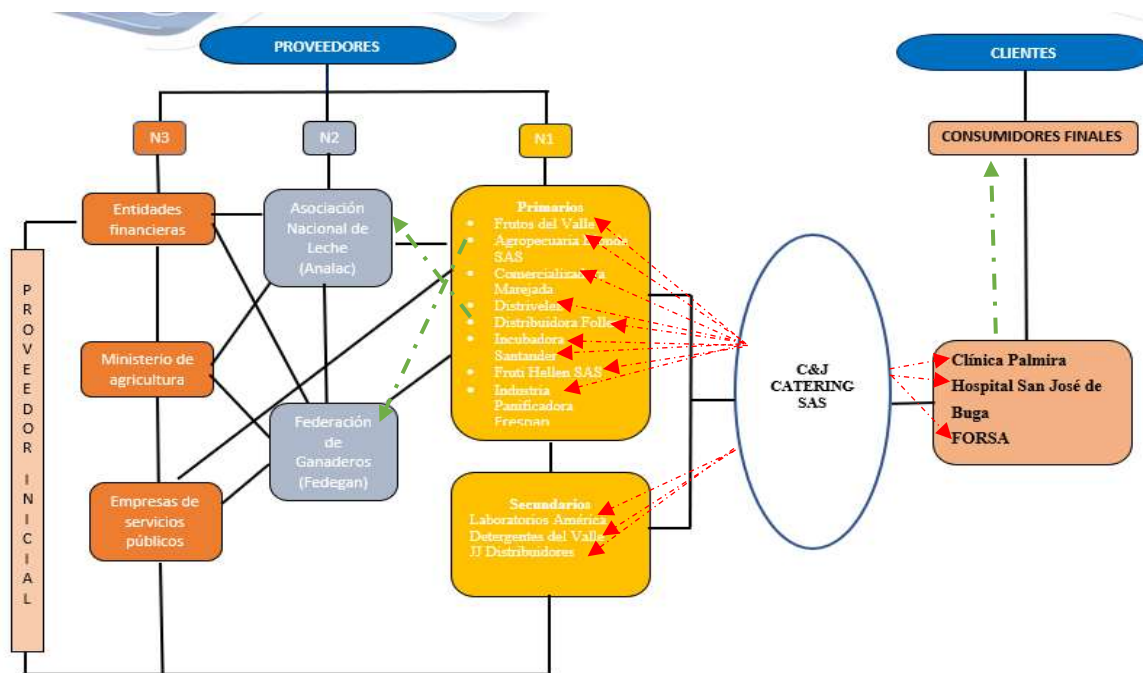 PROVEEDORES
CLIENTES
N3
N2
N1
CONSUMIDORES FINALES
PROVEEDOR INICIAL
Entidades
financieras
Ministerio de
agricultura
Empresas de
servicios
públicos
Asociación
Nacional de
Leche
(Analac)
Federación
de
Ganaderos
(Fedegan)
Primarios
Frutos del Valle
Agropecuaria
SAS
Comercializadora
Marejada
Distribuidora
Incubadora
Santander
Fruti Hellen SAS
Industria
Panificadora
Secundarios
Laboratorios América
Detergentes del Valle
JJ Distribuidores
C&J
CATERING
SAS
Clínica Palmira
Hospital San José de
Buga
FORSA